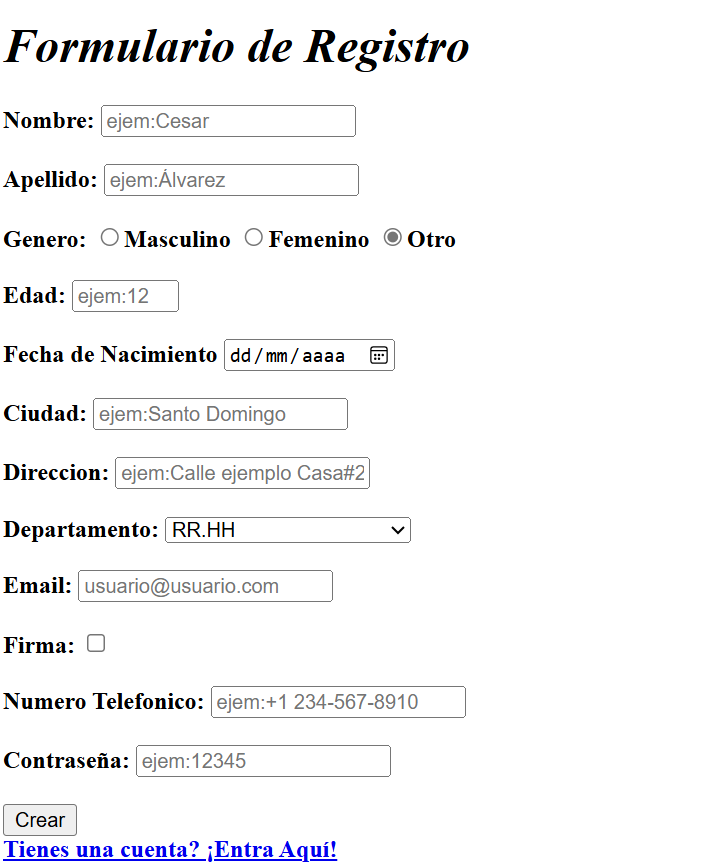 Formulario de Registro
Nombre: ejem:Cesar
Apellido: ejem:Álvarez
Genero: Masculino Femenino Otro
Edad: ejem:12
Fecha de Nacimiento dd/mm/aaaa
Ciudad: ejem:Santo Domingo
Direccion: ejem:Calle ejemplo Casa#2
Departamento: RR.HH
Email: usuario@usuario.com
Firma:
Numero Telefonico: ejem:+1 234-567-8910
Contraseña: ejem:12345
Crear
Tienes una cuenta? ¡Entra Aquí!